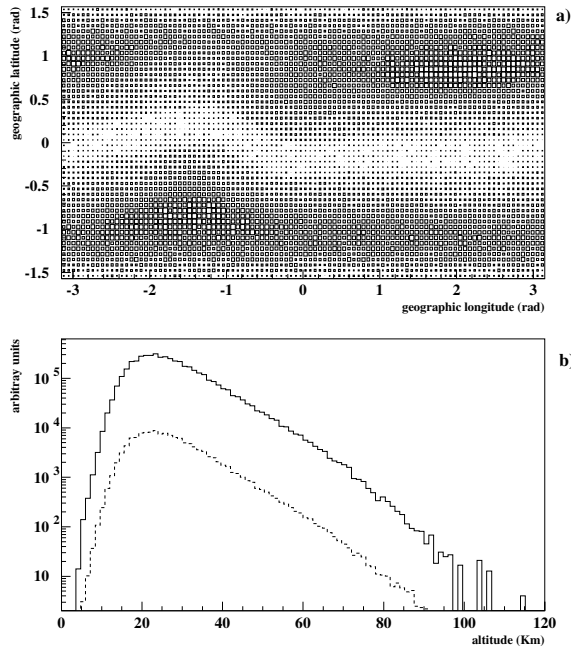 a)
geographic latitude (rad)
1.5
1
0.5
0
-0.5
-1
-1.5
-3 -2 -1 0 1 2 3
geographic longitude (rad)
b)
arbitray units
10^5
10^4
10^3
10^2
10
0 20 40 60 80 100 120
altitude (Km)